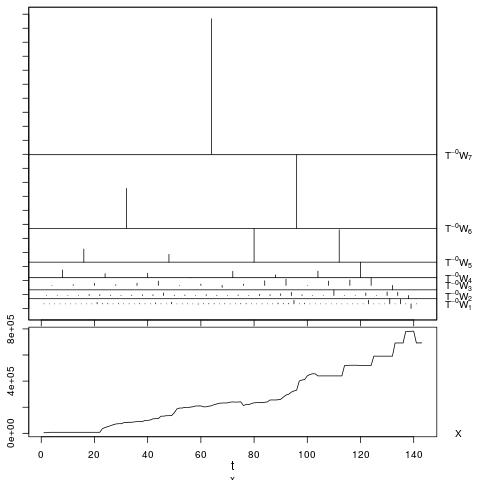 T⁻⁰W₇
T⁻⁰W₆
T⁻⁰W₅
T⁻⁰W₄
T⁻⁰W₃
T⁻⁰W₂
T⁻⁰W₁
8e+05
4e+05
0e+00
X
0 20 40 60 80 100 120 140
t
x